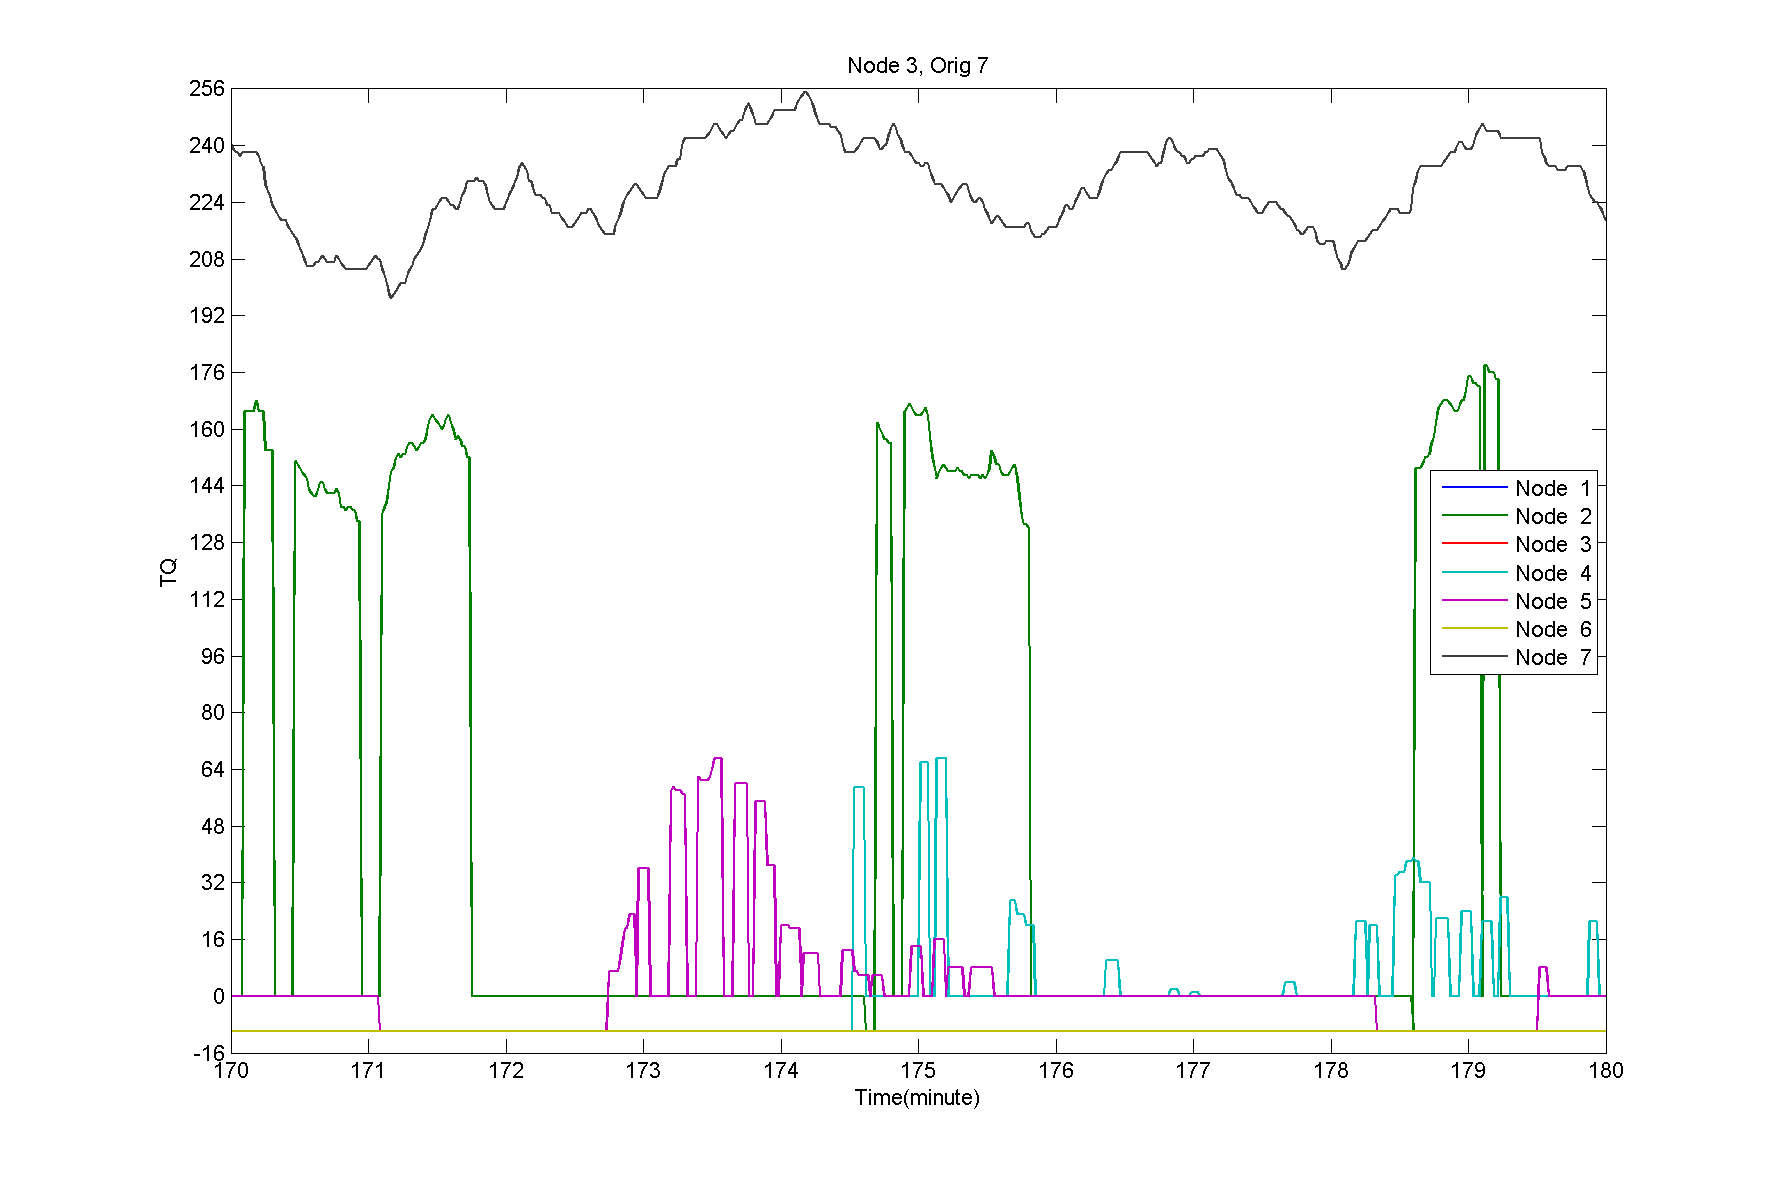 Node 3, Orig 7
256
240
224
208
192
176
160
144
128
112
96
80
64
48
32
16
0
-16
TQ
Node 1
Node 2
Node 3
Node 4
Node 5
Node 6
Node 7
170 171 172 173 174 175 176 177 178 179 180
Time(minute)